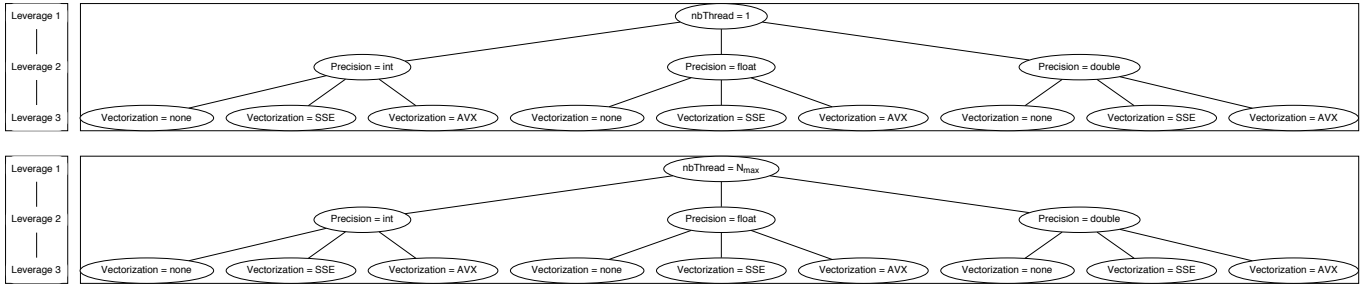 Leverage 1
nbThread = 1
Leverage 2
Precision = int
Precision = float
Precision = double
Leverage 3
Vectorization = none
Vectorization = SSE
Vectorization = AVX
Vectorization = none
Vectorization = SSE
Vectorization = AVX
Vectorization = none
Vectorization = SSE
Vectorization = AVX
Leverage 1
nbThread = Nmax
Leverage 2
Precision = int
Precision = float
Precision = double
Leverage 3
Vectorization = none
Vectorization = SSE
Vectorization = AVX
Vectorization = none
Vectorization = SSE
Vectorization = AVX
Vectorization = none
Vectorization = SSE
Vectorization = AVX